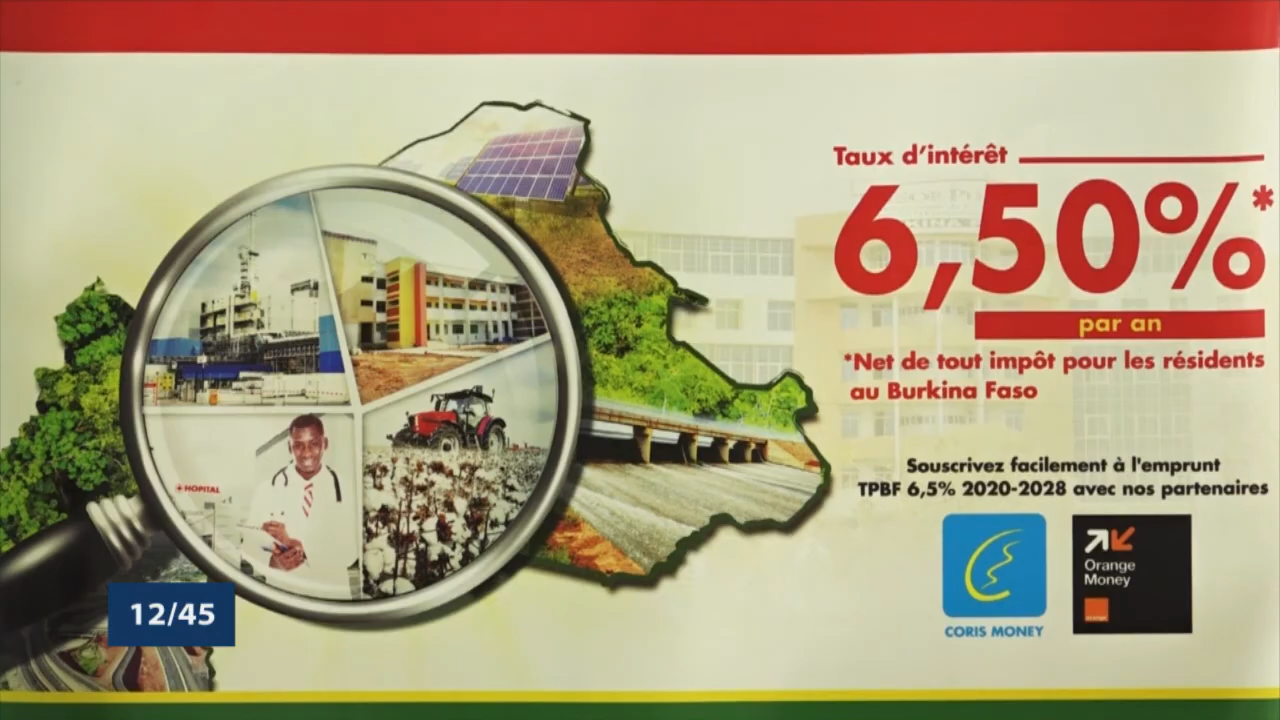 Taux d'intérêt
6,50%*
par an
*Net de tout impôt pour les résidents
au Burkina Faso
Souscrivez facilement à l'emprunt
TPBF 6,5% 2020-2028 avec nos partenaires
CORIS MONEY
Orange
Money
orange
HOPITAL
12/45